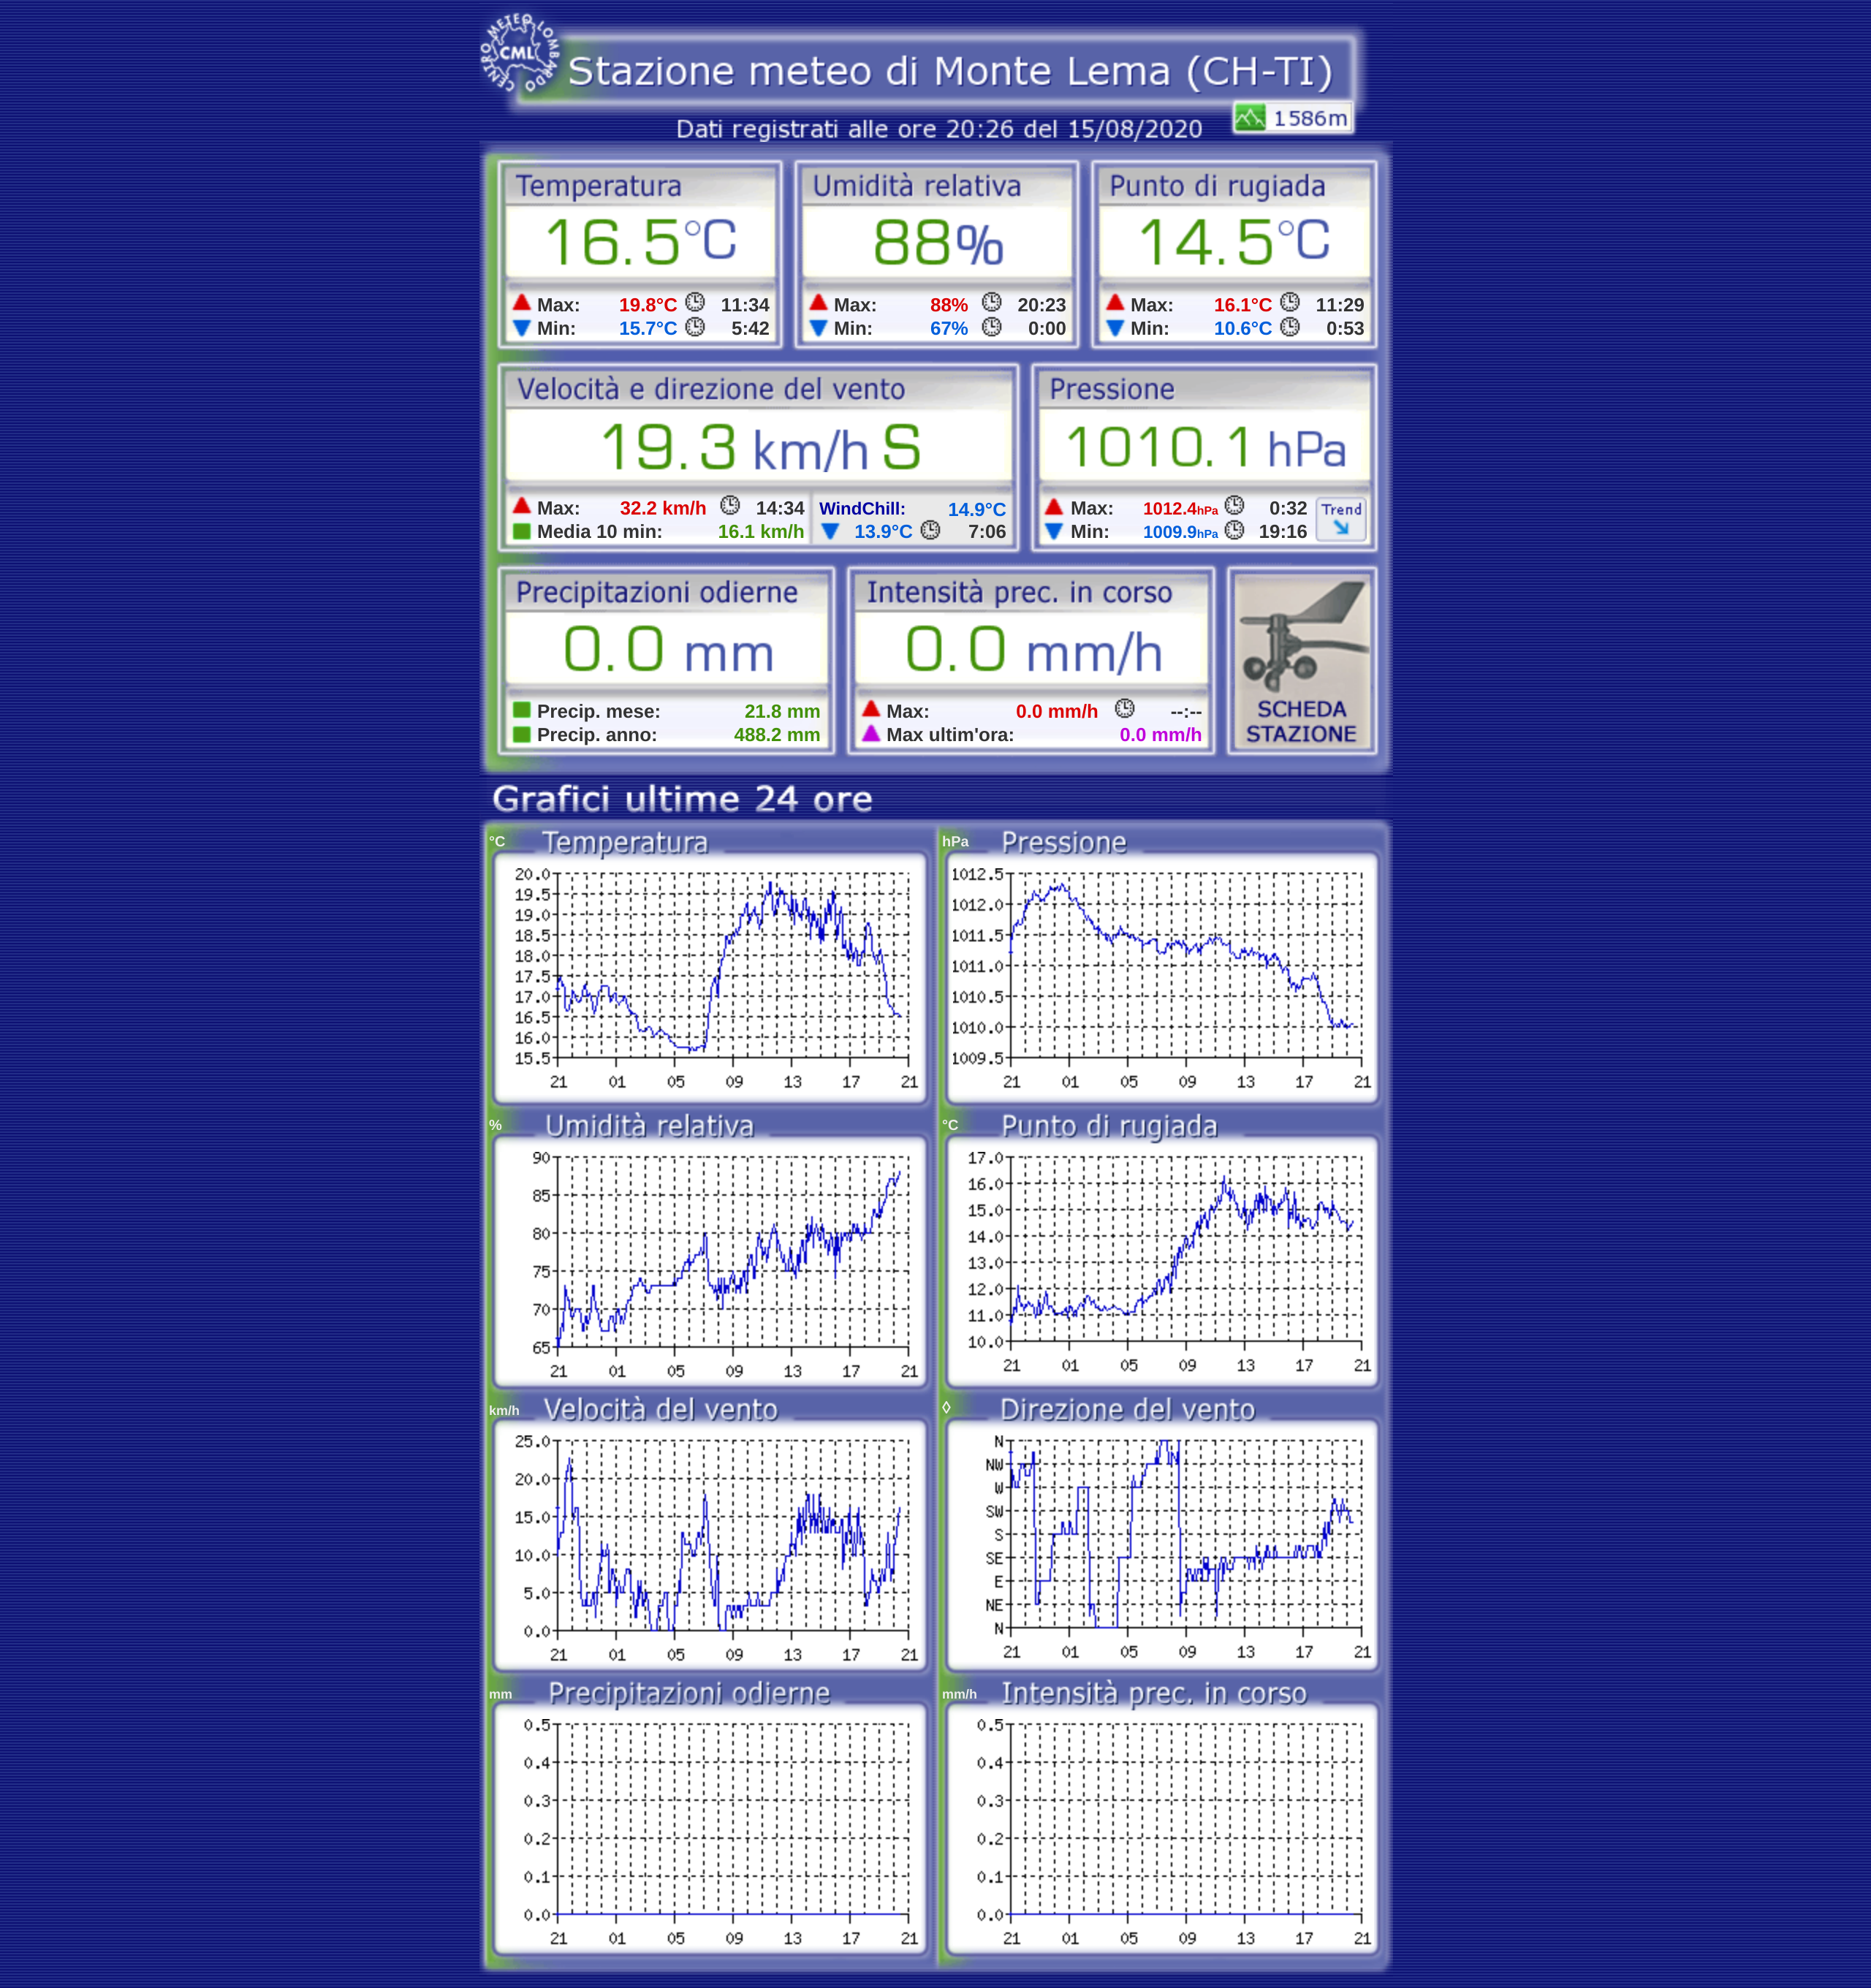 CENTRO METEO LOMBARDO
CML
Stazione meteo di Monte Lema (CH-TI)
1586m
Dati registrati alle ore 20:26 del 15/08/2020
Temperatura Umidità relativa Punto di rugiada
16.5°C 88% 14.5°C
Max: 19.8°C 11:34 Max: 88% 20:23 Max: 16.1°C 11:29
Min: 15.7°C 5:42 Min: 67% 0:00 Min: 10.6°C 0:53
Velocità e direzione del vento Pressione
19.3 km/h S 1010.1 hPa
Max: 32.2 km/h 14:34 WindChill: 14.9°C Max: 1012.4hPa 0:32 Trend
Media 10 min: 16.1 km/h 13.9°C 7:06 Min: 1009.9hPa 19:16
Precipitazioni odierne Intensità prec. in corso
0.0 mm 0.0 mm/h
Precip. mese: 21.8 mm Max: 0.0 mm/h --:-- SCHEDA
Precip. anno: 488.2 mm Max ultim'ora: 0.0 mm/h STAZIONE
Grafici ultime 24 ore
°C Temperatura
20.0
19.5
19.0
18.5
18.0
17.5
17.0
16.5
16.0
15.5
21 01 05 09 13 17 21
hPa Pressione
1012.5
1012.0
1011.5
1011.0
1010.5
1010.0
1009.5
21 01 05 09 13 17 21
% Umidità relativa
90
85
80
75
70
65
21 01 05 09 13 17 21
°C Punto di rugiada
17.0
16.0
15.0
14.0
13.0
12.0
11.0
10.0
21 01 05 09 13 17 21
km/h Velocità del vento
25.0
20.0
15.0
10.0
5.0
0.0
21 01 05 09 13 17 21
◊ Direzione del vento
N
NW
W
SW
S
SE
E
NE
N
21 01 05 09 13 17 21
mm Precipitazioni odierne
0.5
0.4
0.3
0.2
0.1
0.0
21 01 05 09 13 17 21
mm/h Intensità prec. in corso
0.5
0.4
0.3
0.2
0.1
0.0
21 01 05 09 13 17 21